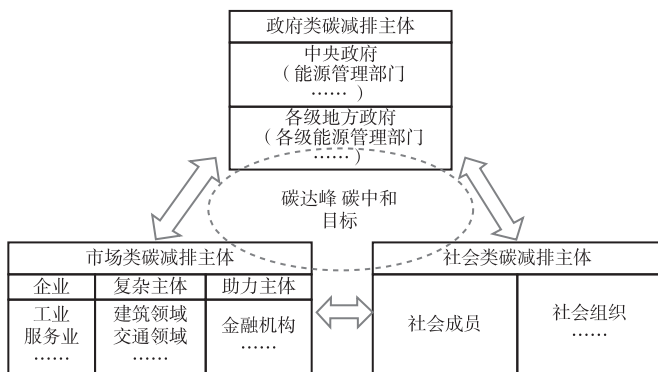 政府类碳减排主体
中央政府
（能源管理部门
……）
各级地方政府
（各级能源管理部门
……）
碳达峰 碳中和
目标
市场类碳减排主体
企业
复杂主体
助力主体
工业
服务业
……
建筑领域
交通领域
……
金融机构
……
社会类碳减排主体
社会成员
社会组织
……